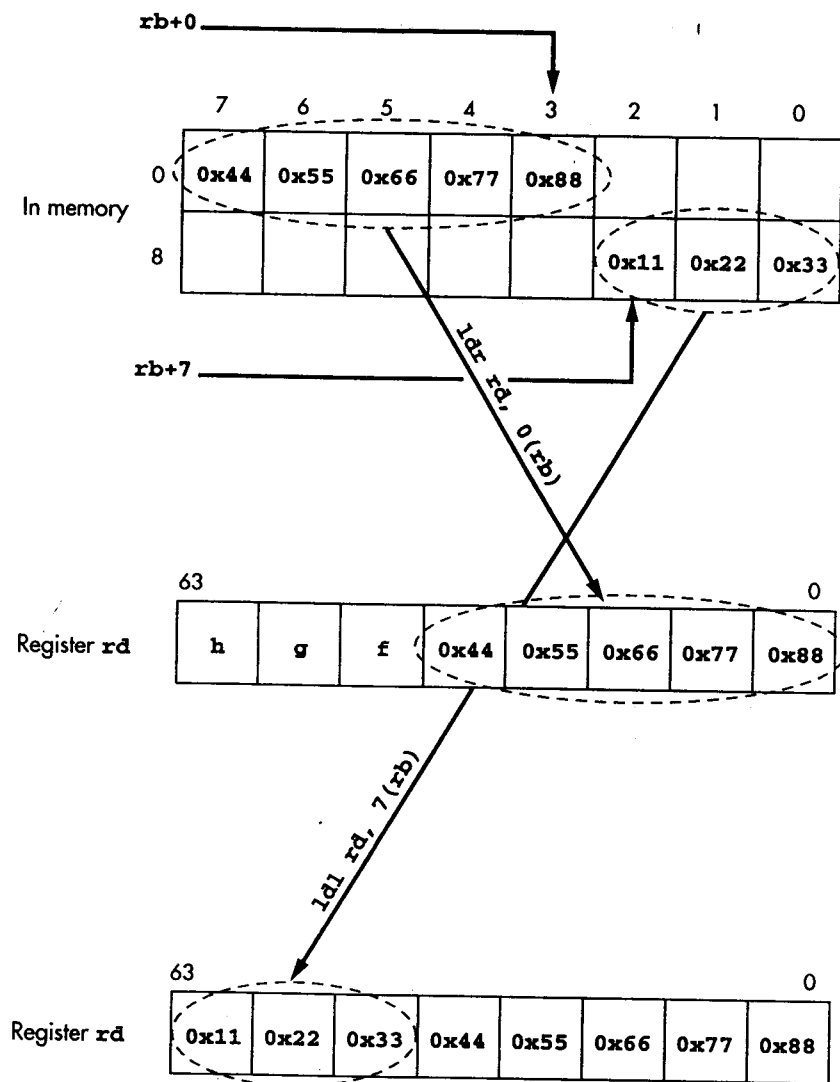 rb+0
7 6 5 4 3 2 1 0
0 0x44 0x55 0x66 0x77 0x88
In memory
8 0x11 0x22 0x33
rb+7
ldr rd, 0(rb)
63 0
Register rd h g f 0x44 0x55 0x66 0x77 0x88
ldl rd, 7(rb)
63 0
Register rd 0x11 0x22 0x33 0x44 0x55 0x66 0x77 0x88